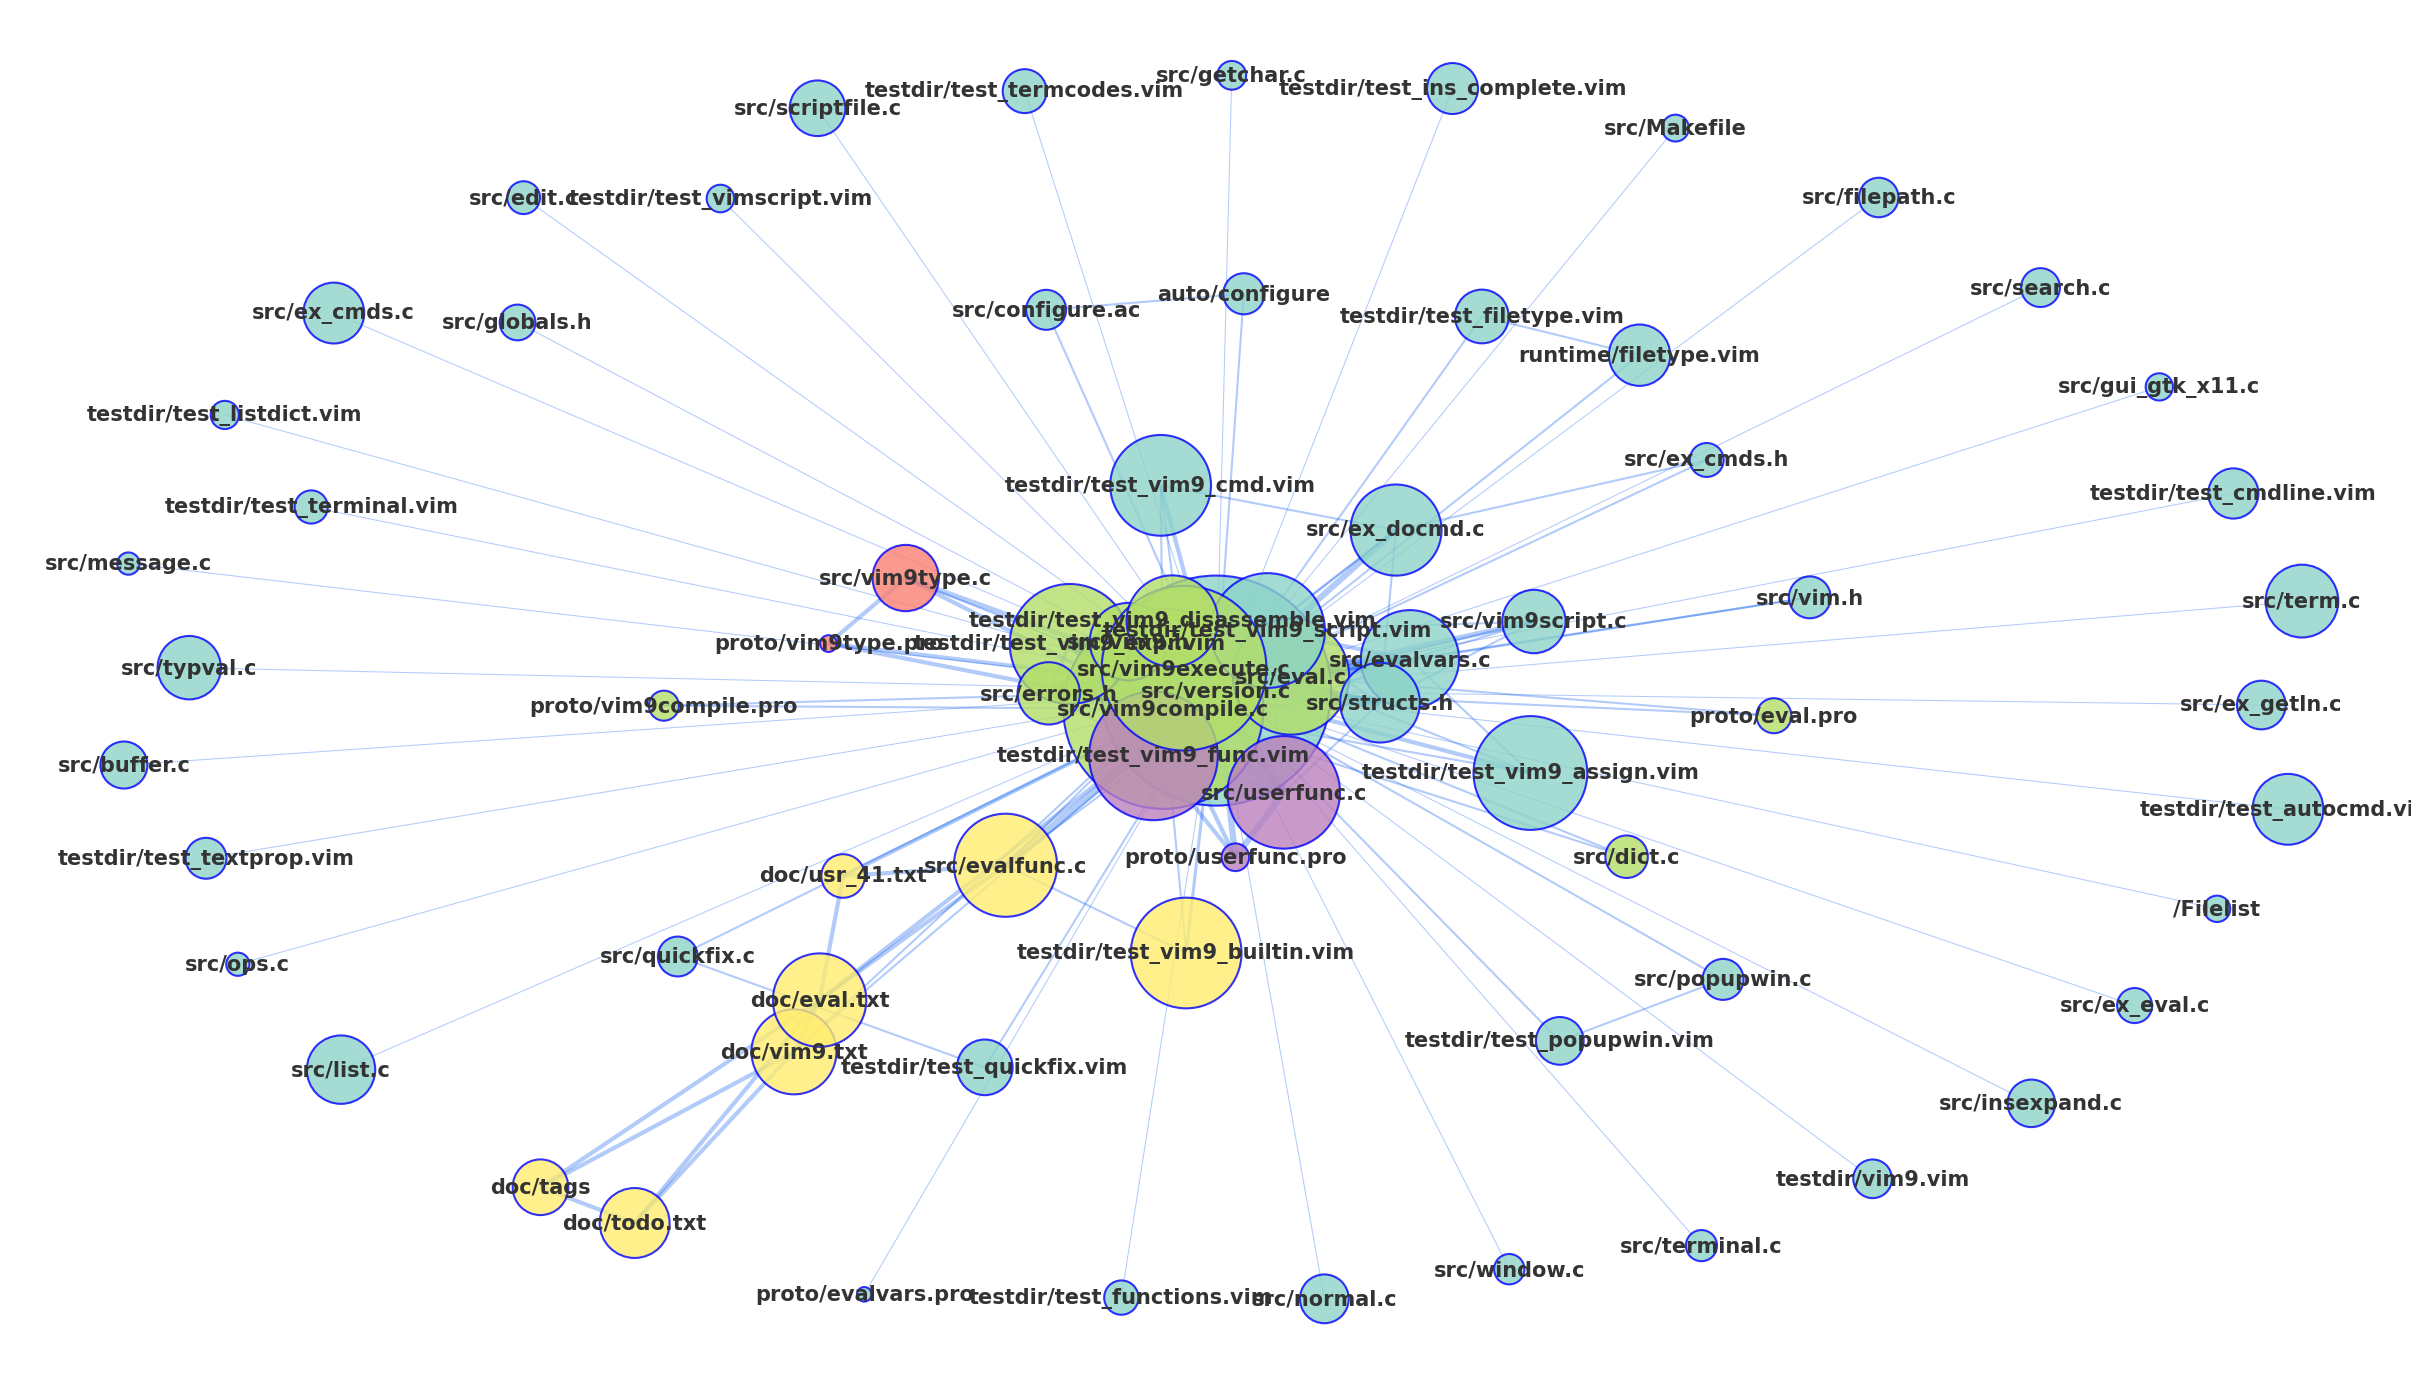 src/getchar.c
testdir/test_termcodes.vim
testdir/test_ins_complete.vim
src/scriptfile.c
src/Makefile
src/edit.c
testdir/test_vimscript.vim
src/filepath.c
src/search.c
auto/configure
src/configure.ac
src/ex_cmds.c
src/globals.h
testdir/test_filetype.vim
runtime/filetype.vim
src/gui_gtk_x11.c
testdir/test_listdict.vim
src/ex_cmds.h
testdir/test_vim9_cmd.vim
testdir/test_cmdline.vim
testdir/test_terminal.vim
src/ex_docmd.c
src/message.c
src/vim9type.c
src/vim.h
src/term.c
testdir/test_vim9_disassemble.vim
src/vim9script.c
testdir/test_vim9_script.vim
proto/vim9type.pro
testdir/test_vim9_expr.vim
src/vim9.h
src/evalvars.c
src/typval.c
src/vim9execute.c
src/eval.c
src/version.c
src/errors.h
src/structs.h
src/ex_getln.c
proto/vim9compile.pro
src/vim9compile.c
proto/eval.pro
testdir/test_vim9_func.vim
src/buffer.c
testdir/test_vim9_assign.vim
src/userfunc.c
testdir/test_autocmd.vi
testdir/test_textprop.vim
proto/userfunc.pro
src/dict.c
src/evalfunc.c
doc/usr_41.txt
/Filelist
testdir/test_vim9_builtin.vim
src/quickfix.c
src/ops.c
src/popupwin.c
doc/eval.txt
src/ex_eval.c
testdir/test_popupwin.vim
doc/vim9.txt
testdir/test_quickfix.vim
src/list.c
src/insexpand.c
testdir/vim9.vim
doc/tags
doc/todo.txt
src/terminal.c
src/window.c
proto/evalvars.pro
testdir/test_functions.vim
src/normal.c